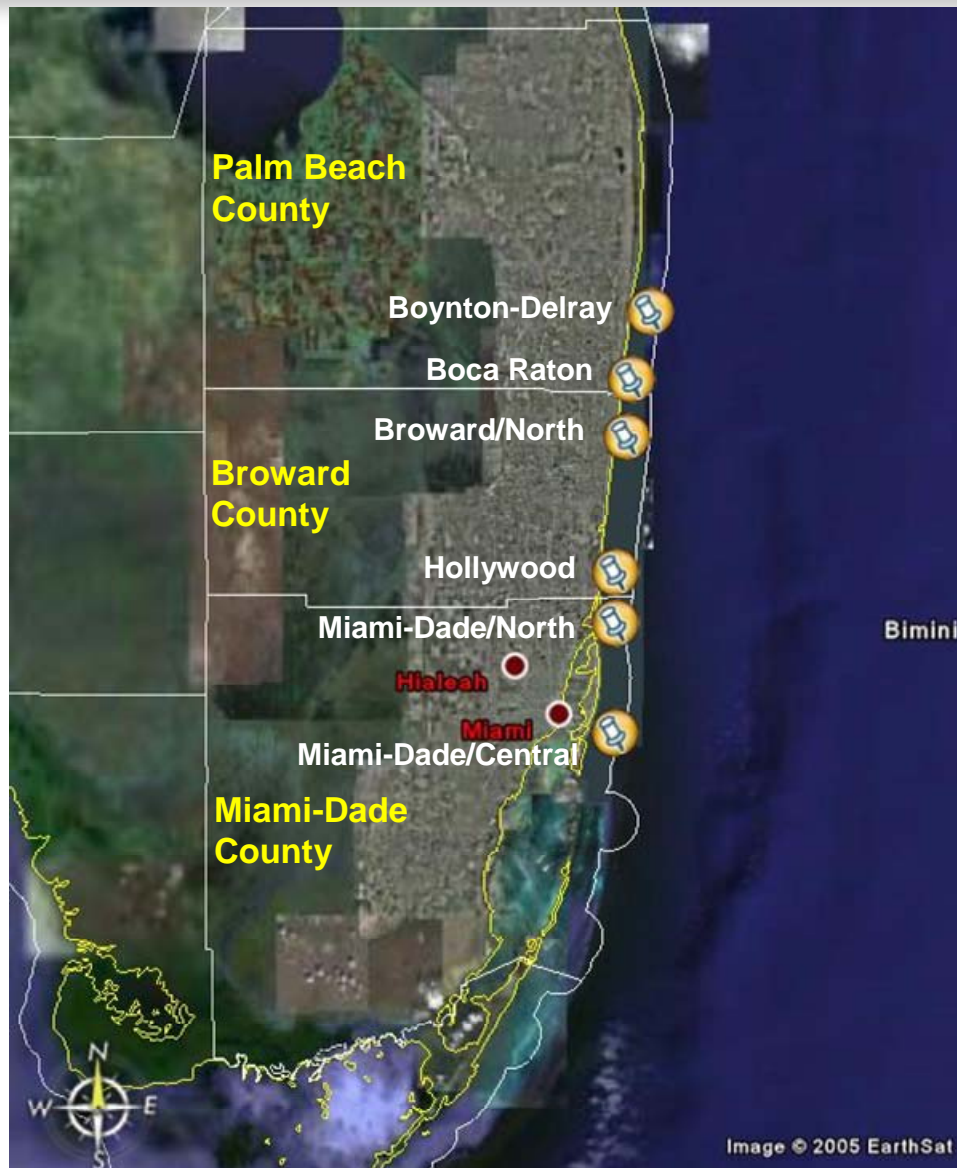 Palm Beach
County
Boynton-Delray
Boca Raton
Broward/North
Broward
County
Hollywood
Miami-Dade/North
Bimini
Hialeah
Miami
Miami-Dade/Central
Miami-Dade
County
N
W E
S
Image © 2005 EarthSat